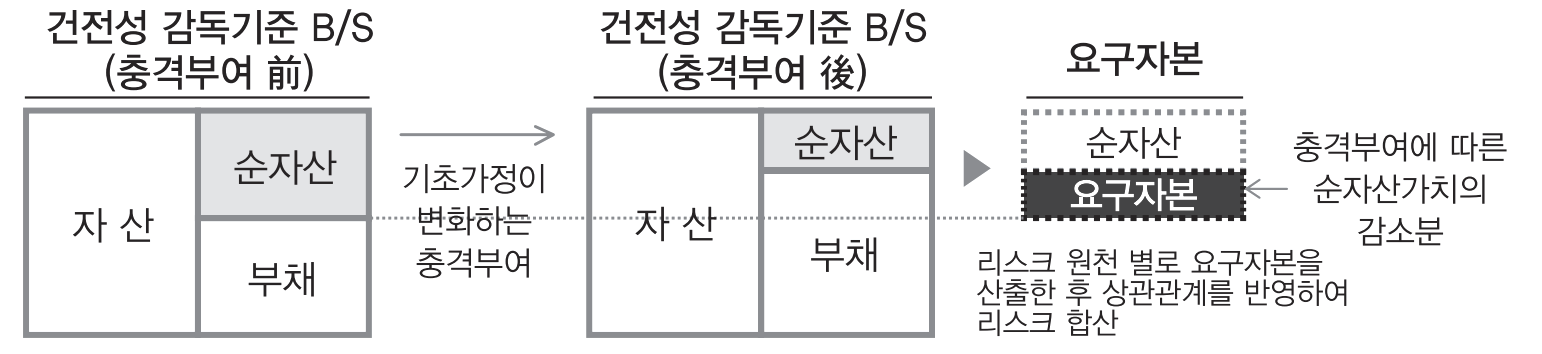 건전성 감독기준 B/S
(충격부여 前)
자 산
순자산
부채
기초가정이
변화하는
충격부여
건전성 감독기준 B/S
(충격부여 後)
자 산
순자산
부채
요구자본
순자산
요구자본
충격부여에 따른
순자산가치의
감소분
리스크 원천 별로 요구자본을
산출한 후 상관관계를 반영하여
리스크 합산